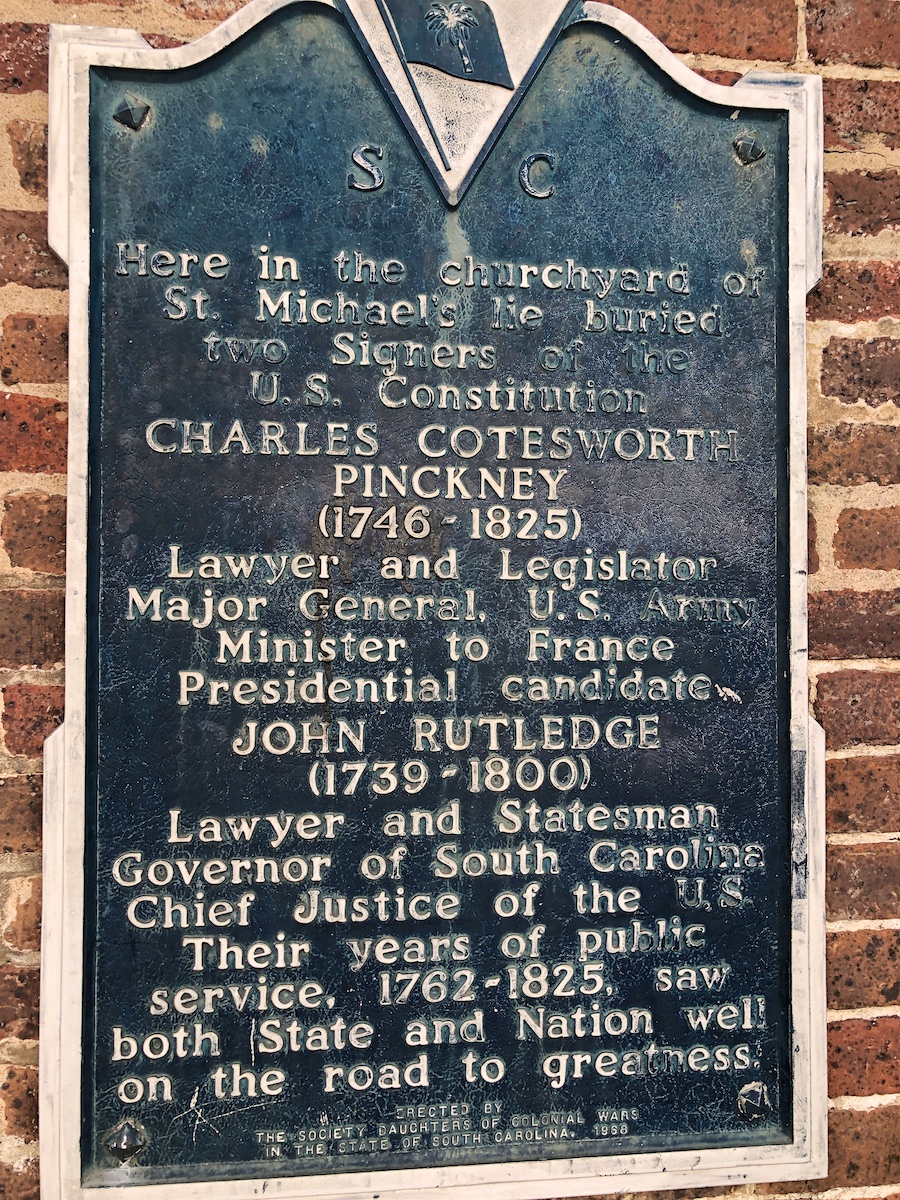 S C
Here in the churchyard of
St. Michael's lie buried
two Signers of the
U.S. Constitution
CHARLES COTESWORTH
PINCKNEY
(1746-1825)
Lawyer and Legislator
Major General, U.S. Army
Minister to France
Presidential candidate
JOHN RUTLEDGE
(1739-1800)
Lawyer and Statesman
Governor of South Carolina
Chief Justice of the U.S.
Their years of public
service, 1762-1825, saw
both State and Nation well
on the road to greatness.
ERECTED BY
THE SOCIETY DAUGHTERS OF COLONIAL WARS
IN THE STATE OF SOUTH CAROLINA, 1968